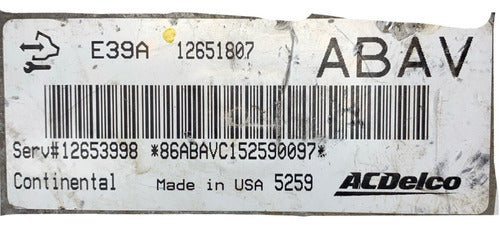 E39A 12651807 ABAV
Serv#12653998 *86ABAVC152590097*
Continental Made in USA 5259 ACDelco